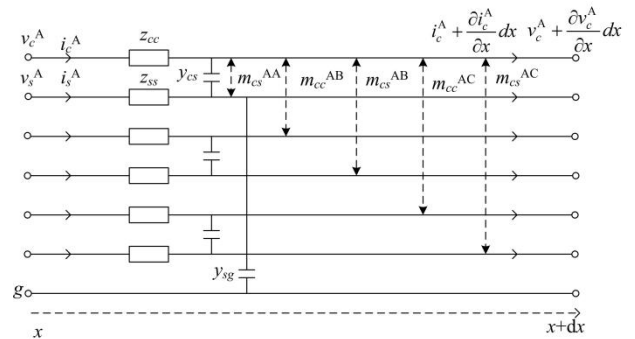 v_c^A i_c^A z_cc i_c^A + ∂i_c^A/∂x dx v_c^A + ∂v_c^A/∂x dx
v_s^A i_s^A z_ss y_cs m_cs^AA m_cc^AB m_cs^AB m_cc^AC m_cs^AC
y_sg
g
x x+dx